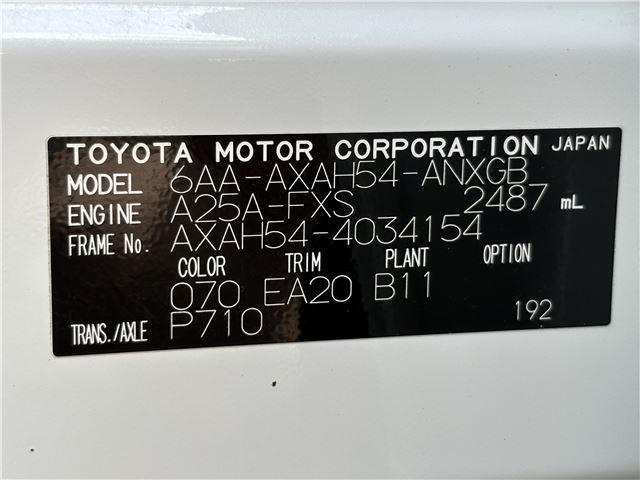 TOYOTA MOTOR CORPORATION JAPAN
MODEL 6AA-AXAH54-ANXGB
ENGINE A25A-FXS 2487 mL
FRAME No. AXAH54-4034154
COLOR TRIM PLANT OPTION
070 EA20 B11
TRANS./AXLE P710 192